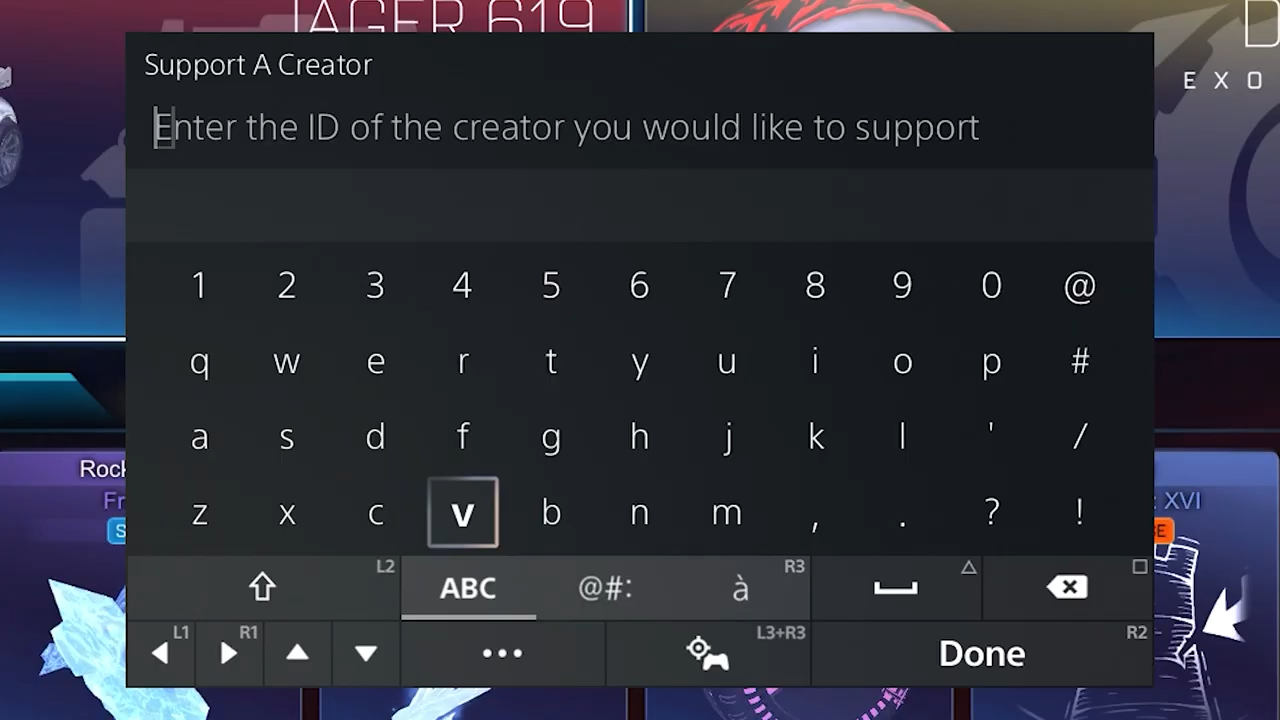 JAGER 619
D
EXO
Support A Creator
Enter the ID of the creator you would like to support
1 2 3 4 5 6 7 8 9 0 @
q w e r t y u i o p #
a s d f g h j k l ' /
z x c v b n m , . ? !
Rock
: XVI
Fr
S
E
L2
ABC @#: à R3
L1 R1 ... L3+R3 Done R2